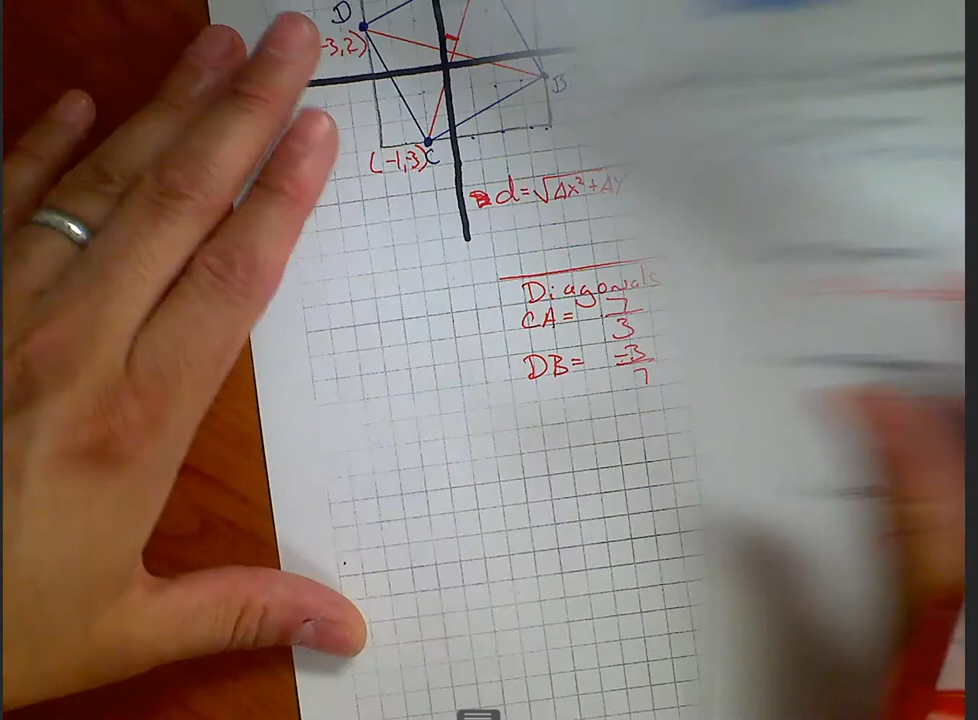 D
-3,2)
B
(-1,3) C
d=√Δx²+Δy
Diagonals
CA= 7/3
DB= -3/7